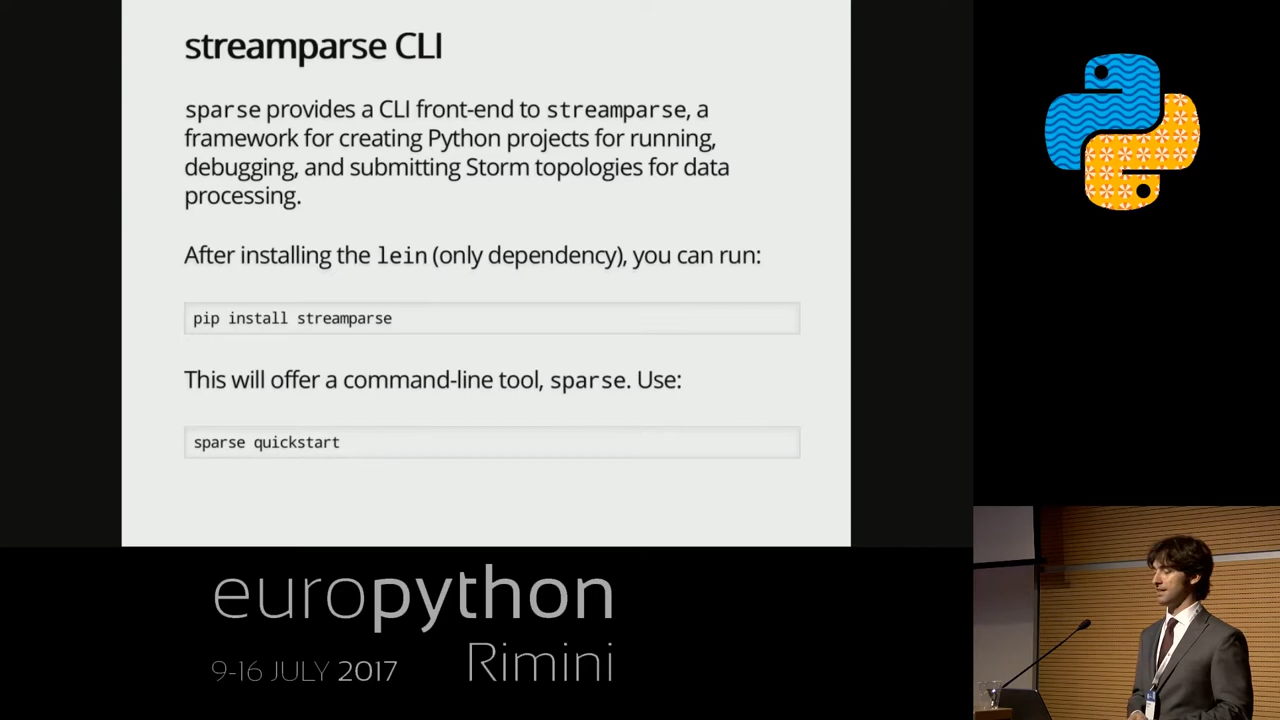 streamparse CLI
sparse provides a CLI front-end to streamparse, a
framework for creating Python projects for running,
debugging, and submitting Storm topologies for data
processing.
After installing the lein (only dependency), you can run:
pip install streamparse
This will offer a command-line tool, sparse. Use:
sparse quickstart
europython
9-16 JULY 2017 Rimini